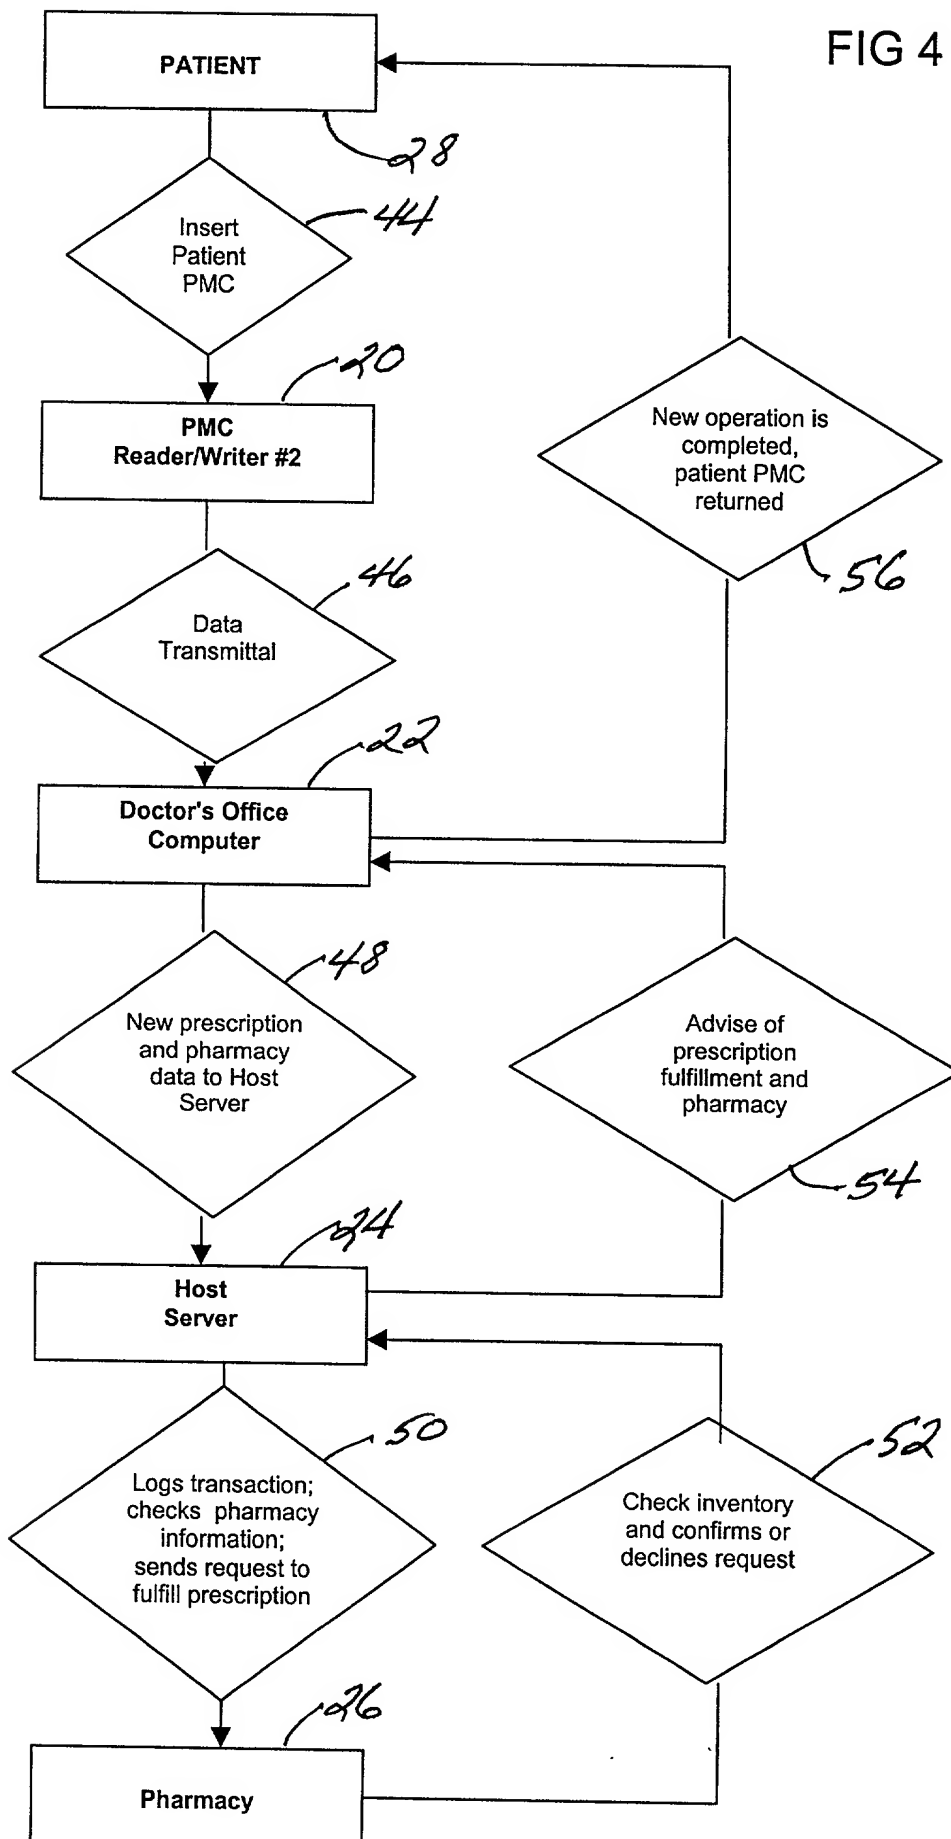 FIG 4
PATIENT
28
Insert
Patient
PMC
44
20
PMC
Reader/Writer #2
New operation is
completed,
patient PMC
returned
56
46
Data
Transmittal
22
Doctor's Office
Computer
48
New prescription
and pharmacy
data to Host
Server
Advise of
prescription
fulfillment and
pharmacy
54
24
Host
Server
50
Logs transaction;
checks pharmacy
information;
sends request to
fulfill prescription
52
Check inventory
and confirms or
declines request
26
Pharmacy